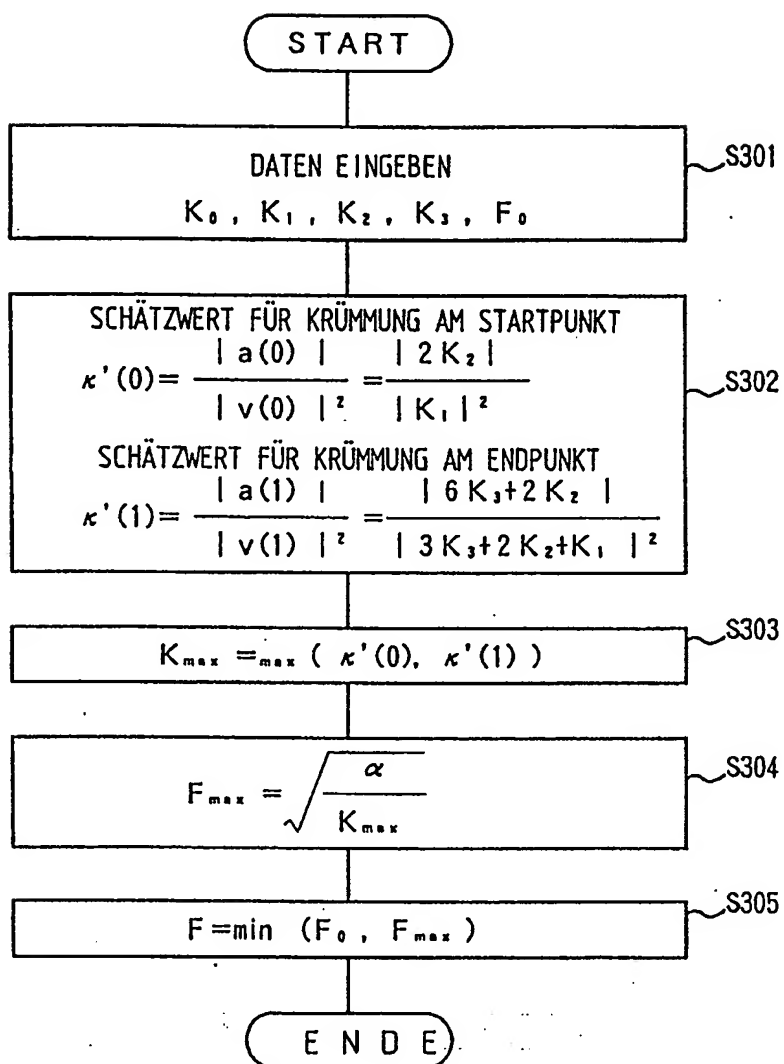 START
DATEN EINGEBEN
K₀ , K₁ , K₂ , K₃ , F₀
S301
SCHÄTZWERT FÜR KRÜMMUNG AM STARTPUNKT
κ'(0)= | a(0) | / | v(0) |² = | 2K₂ | / | K₁ |²
SCHÄTZWERT FÜR KRÜMMUNG AM ENDPUNKT
κ'(1)= | a(1) | / | v(1) |² = | 6K₃+2K₂ | / | 3K₃+2K₂+K₁ |²
S302
Kmax =max ( κ'(0), κ'(1) )
S303
Fmax = √(α / Kmax)
S304
F=min (F₀ , Fmax)
S305
ENDE